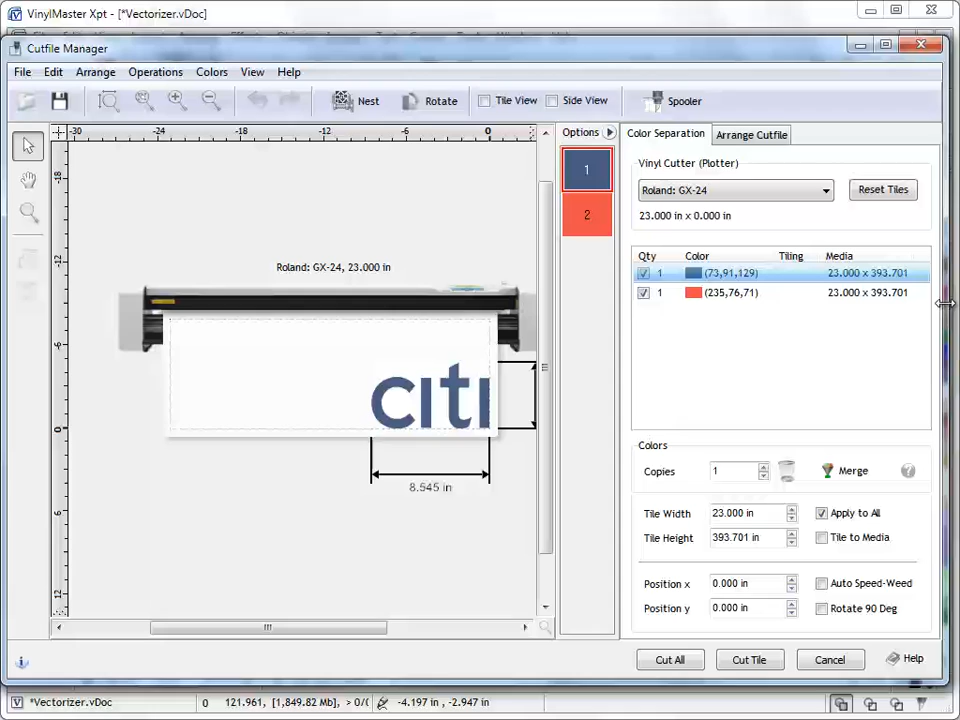 VinylMaster Xpt - [*Vectorizer.vDoc]
Cutfile Manager
File Edit Arrange Operations Colors View Help
Nest Rotate Tile View Side View Spooler
-30 -24 -18 -12 -6 0
-18
-12
-6
0
6
12
Roland: GX-24, 23.000 in
citi
8.545 in
Options
1
2
Color Separation Arrange Cutfile
Vinyl Cutter (Plotter)
Roland: GX-24 Reset Tiles
23.000 in x 0.000 in
Qty Color Tiling Media
1 (73,91,129) 23.000 x 393.701
1 (235,76,71) 23.000 x 393.701
Colors
Copies 1 Merge
Tile Width 23.000 in Apply to All
Tile Height 393.701 in Tile to Media
Position x 0.000 in Auto Speed-Weed
Position y 0.000 in Rotate 90 Deg
Cut All Cut Tile Cancel Help
*Vectorizer.vDoc 0 121.961, [1,849.82 Mb], > 0/( -4.197 in, -2.947 in